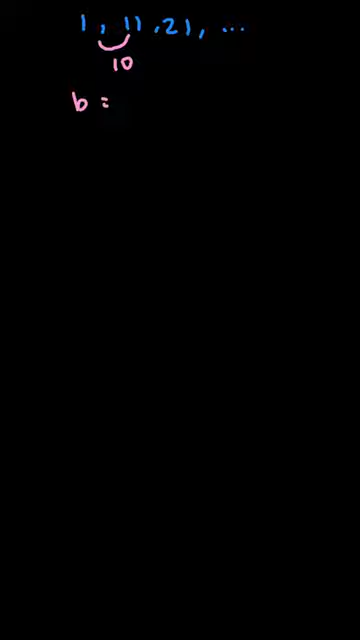 1, 11, 21, ...
10
b =